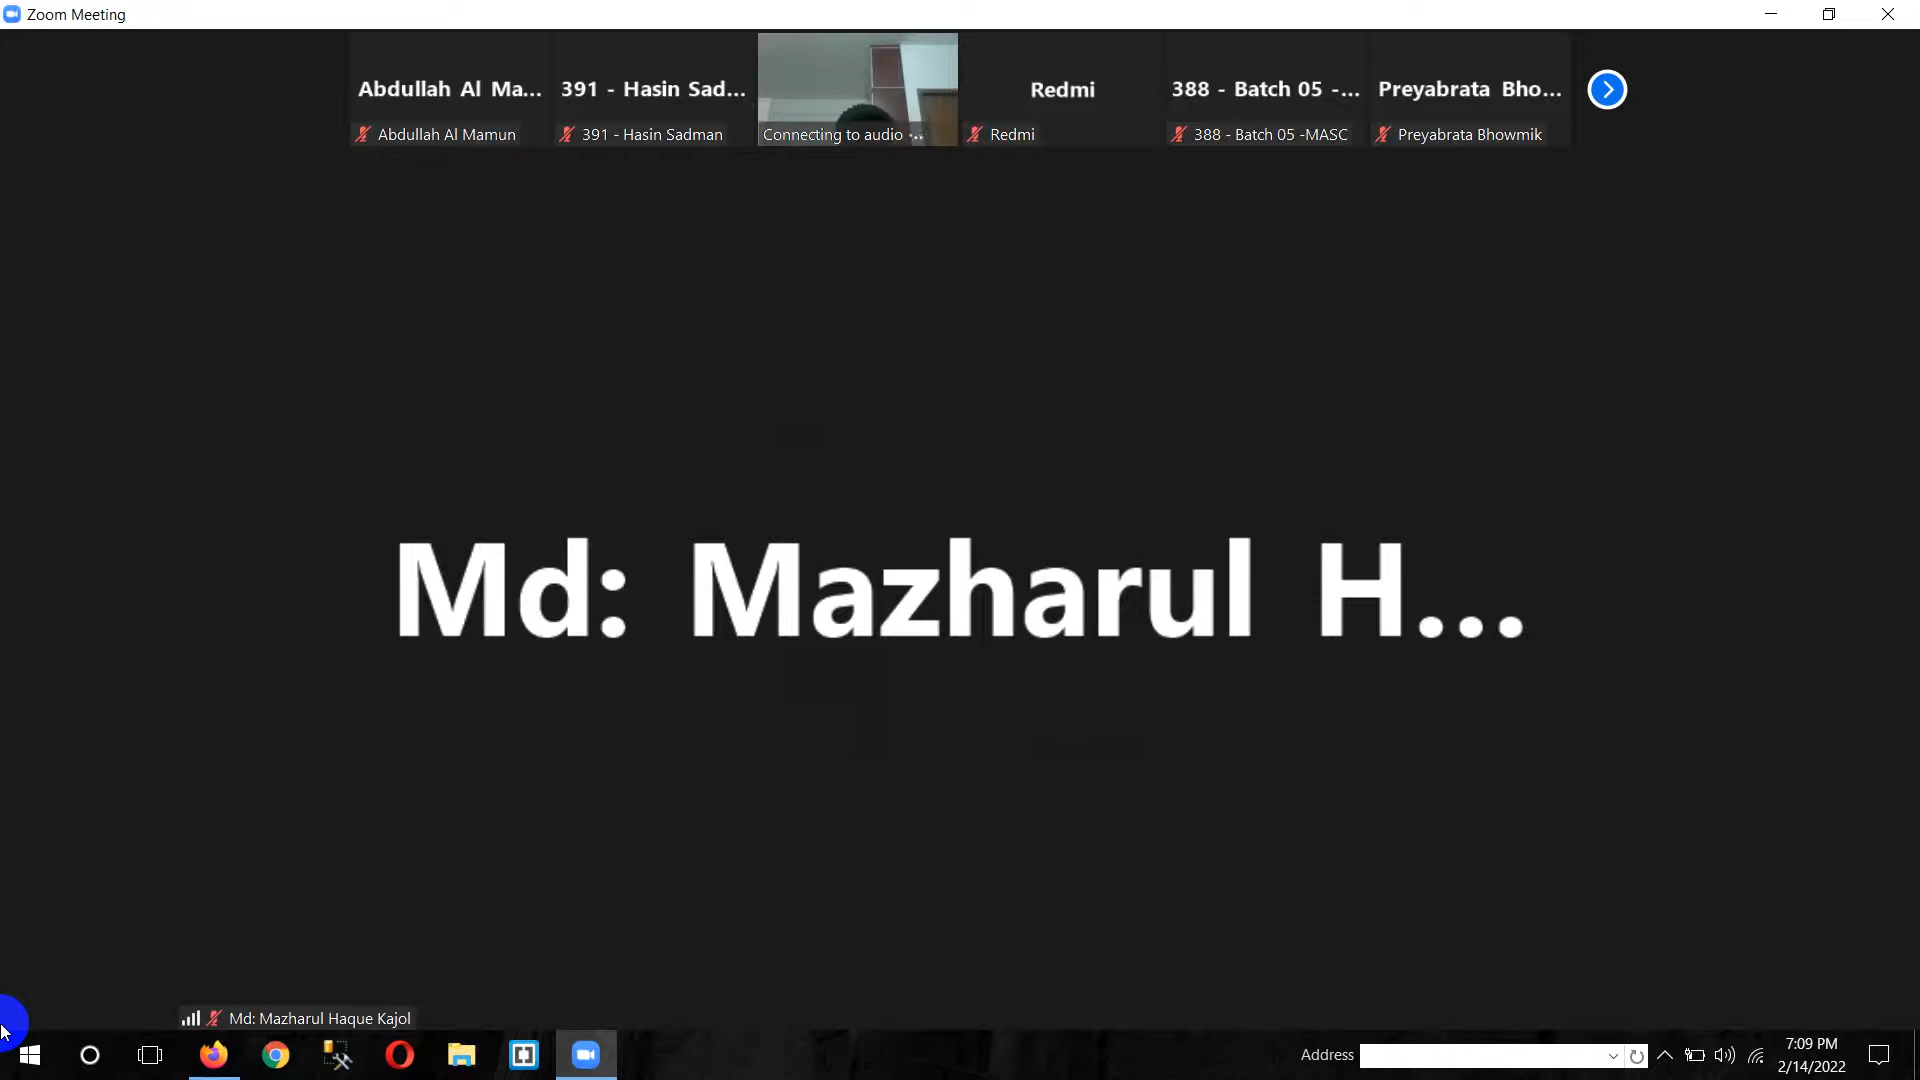 Zoom Meeting
Abdullah Al Ma... 391 - Hasin Sad... Redmi 388 - Batch 05 -... Preyabrata Bho...
Abdullah Al Mamun 391 - Hasin Sadman Connecting to audio ·... Redmi 388 - Batch 05 -MASC Preyabrata Bhowmik
Md: Mazharul H...
Md: Mazharul Haque Kajol
Address
7:09 PM
2/14/2022